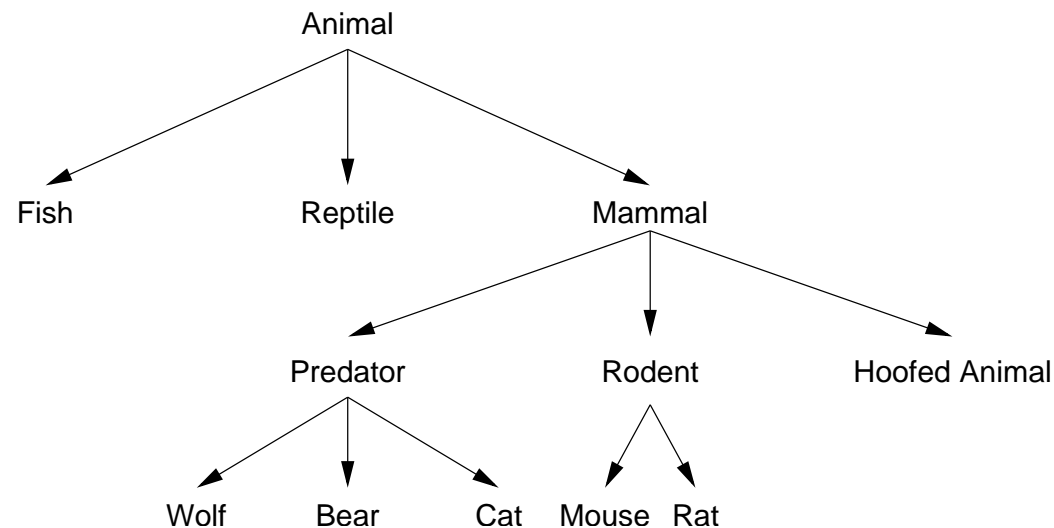 Animal
Fish Reptile Mammal
Predator Rodent Hoofed Animal
Wolf Bear Cat Mouse Rat